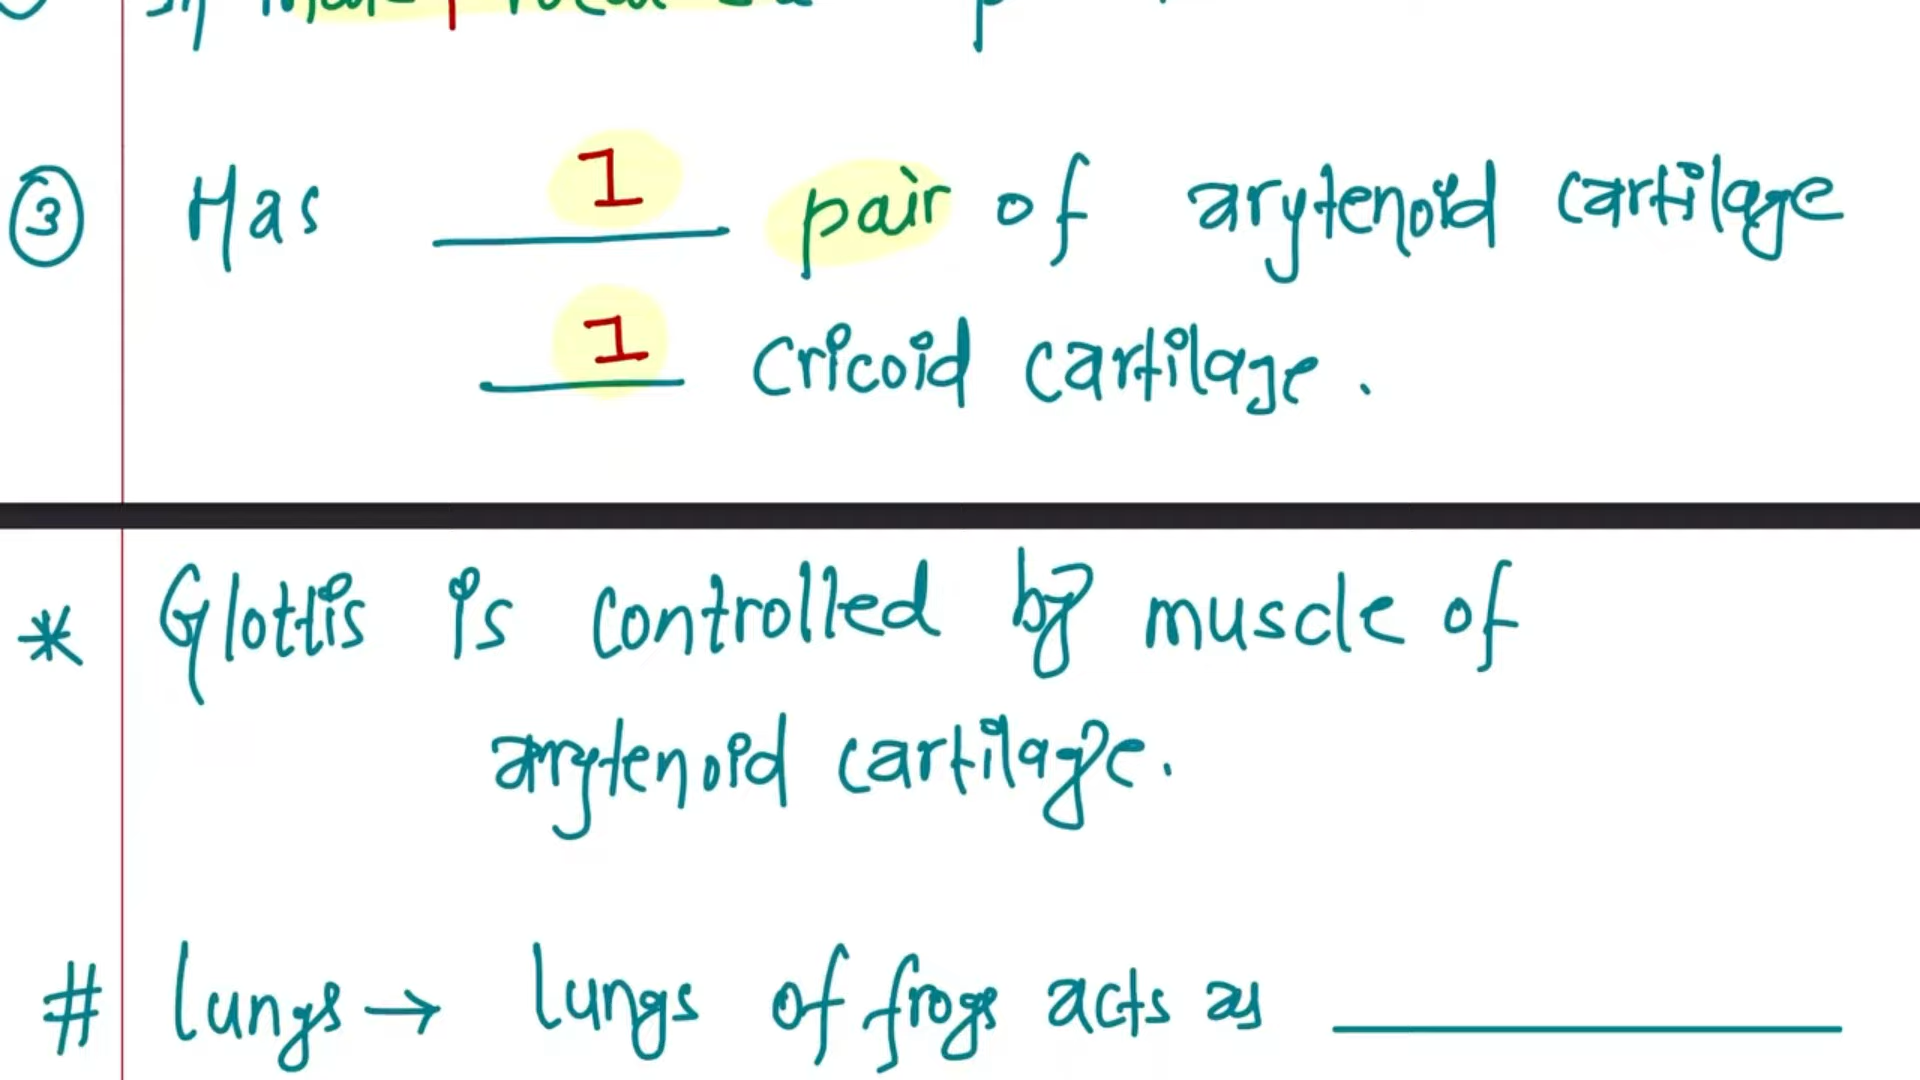 ③ Has 1 pair of arytenoid cartilage
1 cricoid cartilage.
* Glottis is controlled by muscle of
arytenoid cartilage.
# lungs → lungs of frogs acts as